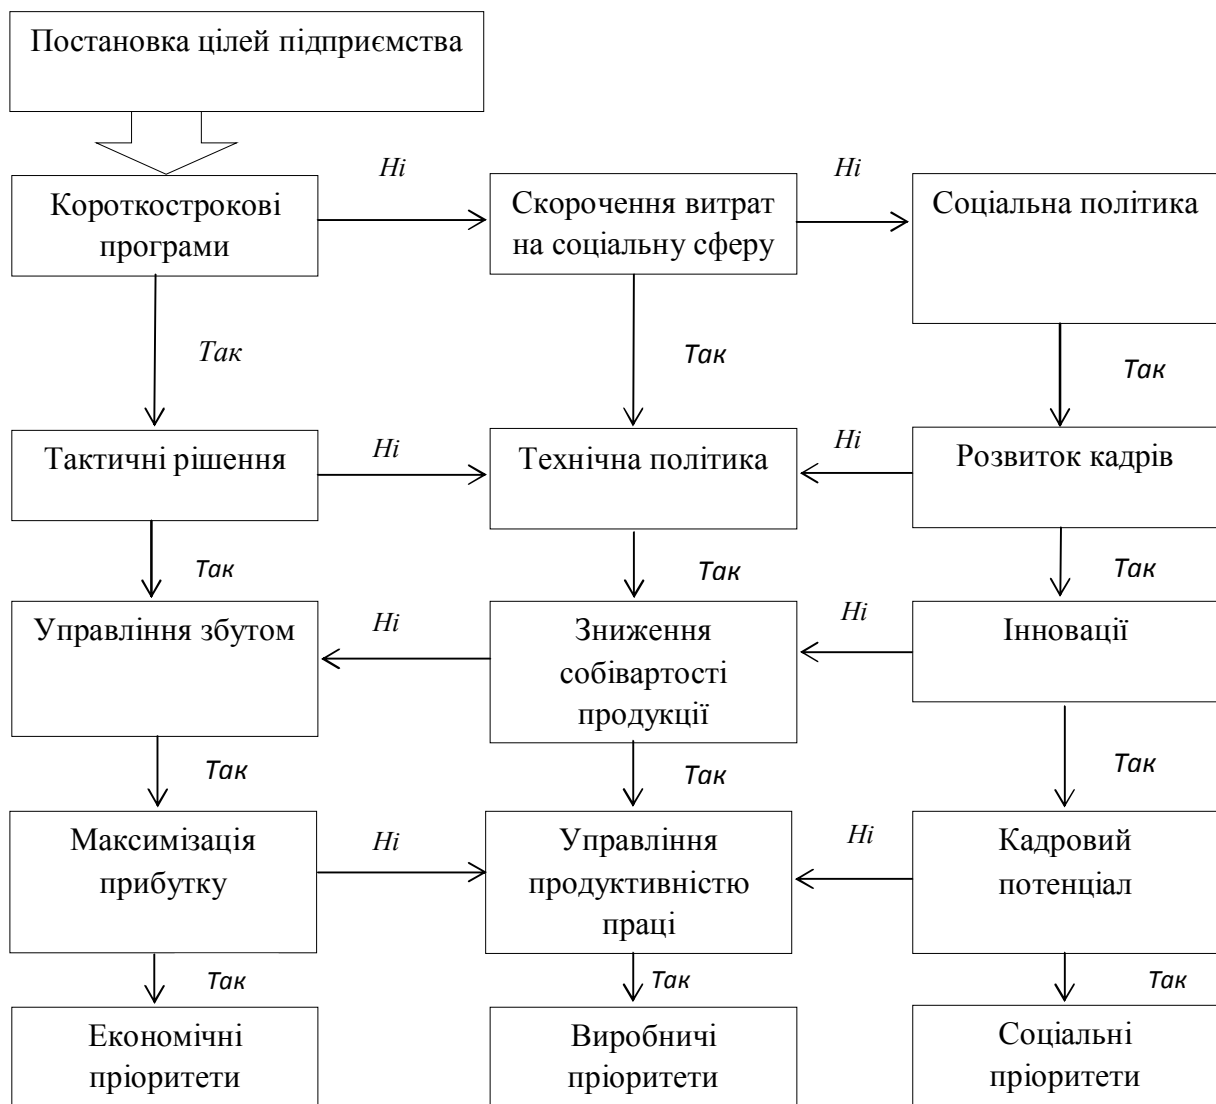 Постановка цілей підприємства
Ні
Ні
Короткострокові
програми
Скорочення витрат
на соціальну сферу
Соціальна політика
Так
Так
Так
Тактичні рішення
Ні
Технічна політика
Ні
Розвиток кадрів
Так
Так
Так
Управління збутом
Ні
Зниження
собівартості
продукції
Ні
Інновації
Так
Так
Так
Максимізація
прибутку
Ні
Управління
продуктивністю
праці
Ні
Кадровий
потенціал
Так
Так
Так
Економічні
пріоритети
Виробничі
пріоритети
Соціальні
пріоритети